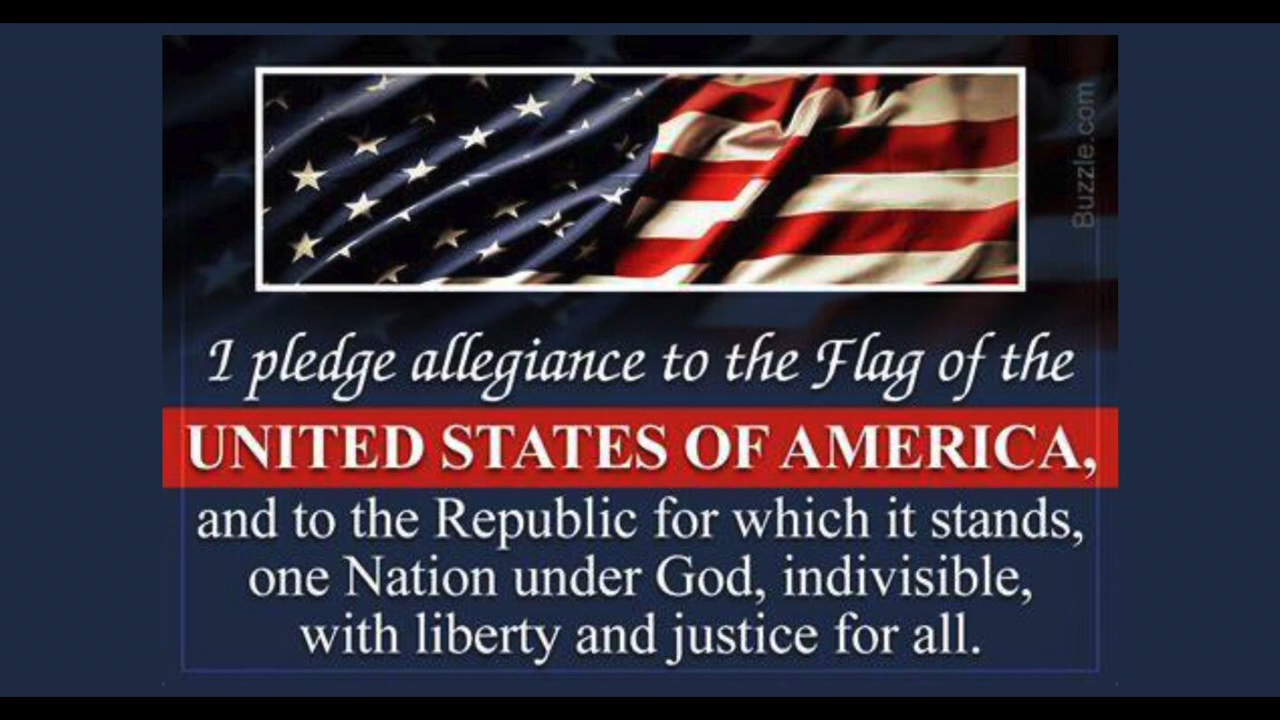 Buzzle.com
I pledge allegiance to the Flag of the
UNITED STATES OF AMERICA,
and to the Republic for which it stands,
one Nation under God, indivisible,
with liberty and justice for all.